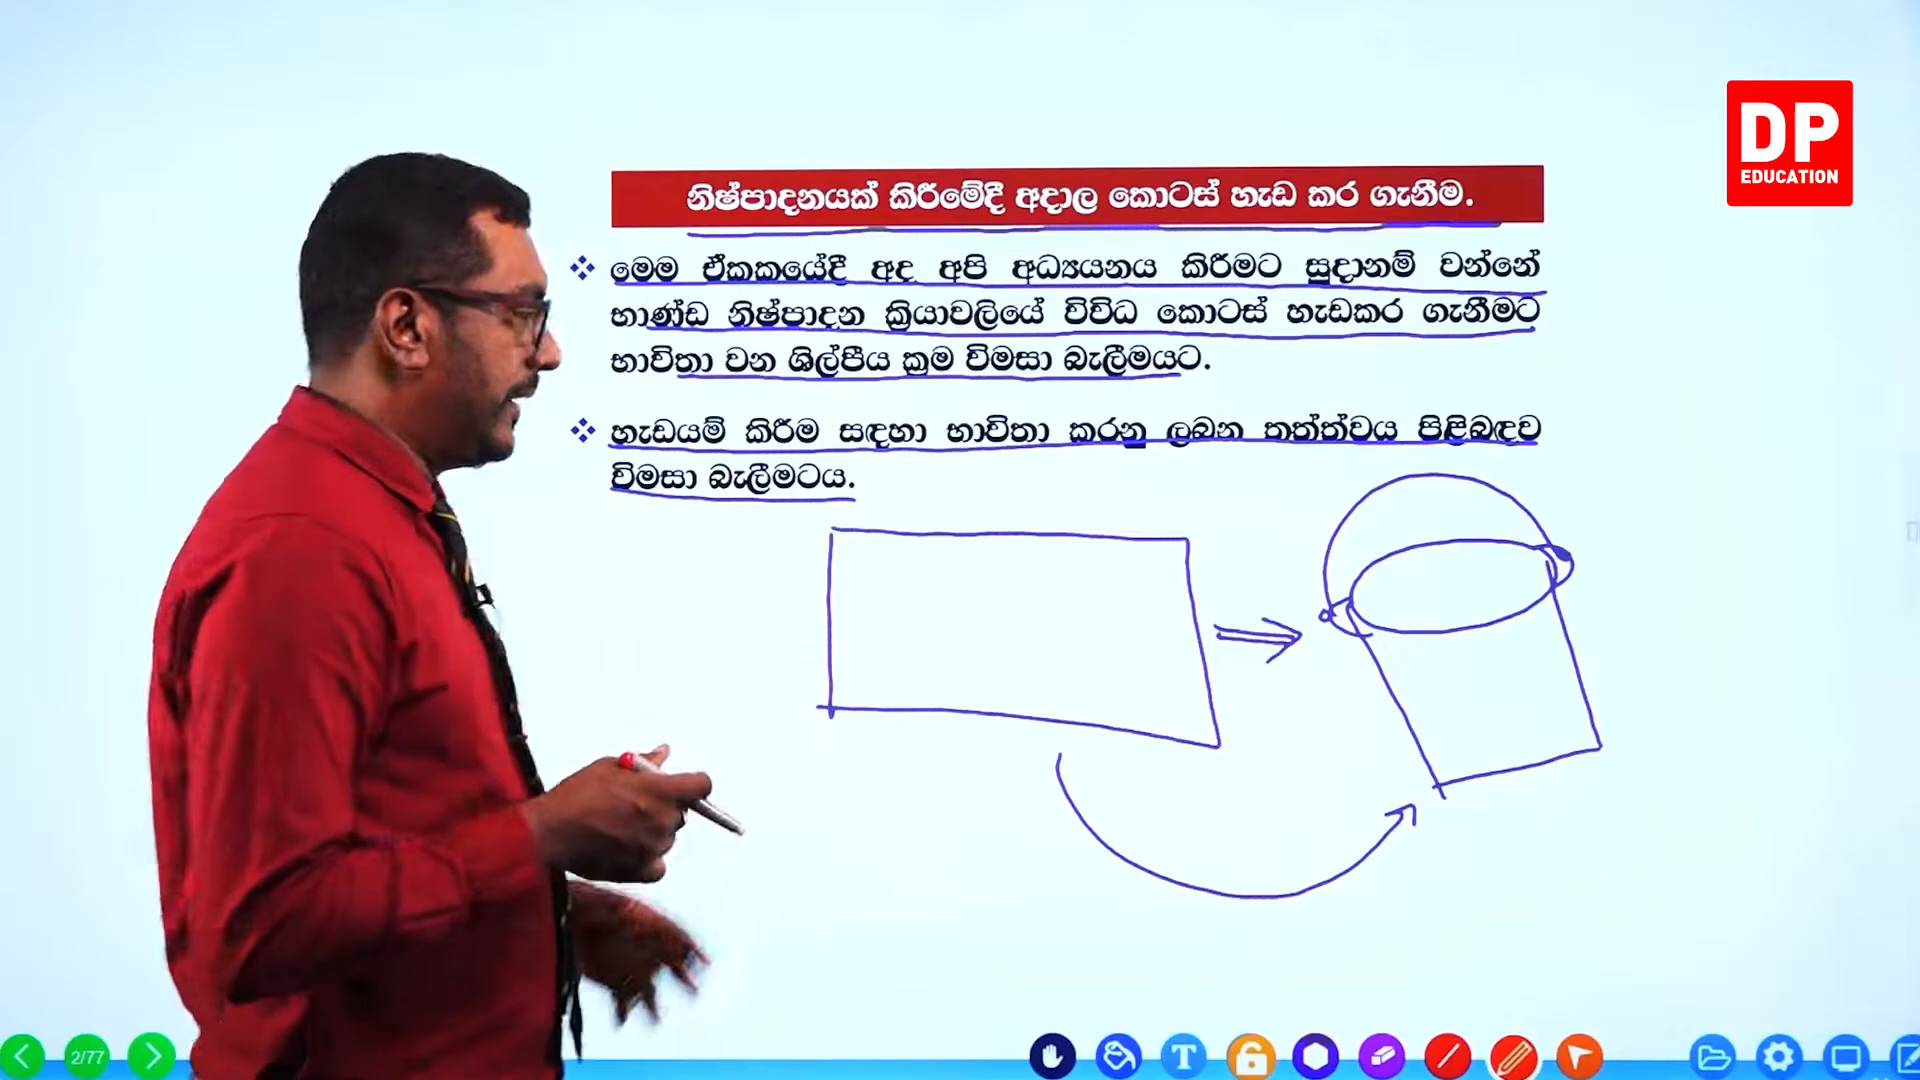 DP
EDUCATION
නිෂ්පාදනයක් කිරීමේදී අදාල කොටස් හැඩ කර ගැනීම.
මෙම ඒකකයේදී අද අපි අධ්‍යයනය කිරීමට සුදානම් වන්නේ
භාණ්ඩ නිෂ්පාදන ක්‍රියාවලියේ විවිධ කොටස් හැඩකර ගැනීමට
භාවිතා වන ශිල්පීය ක්‍රම විමසා බැලීමයට.
හැඩයම් කිරීම සඳහා භාවිතා කරනු ලබන තත්ත්වය පිළිබඳව
විමසා බැලීමටය.
2/77
T